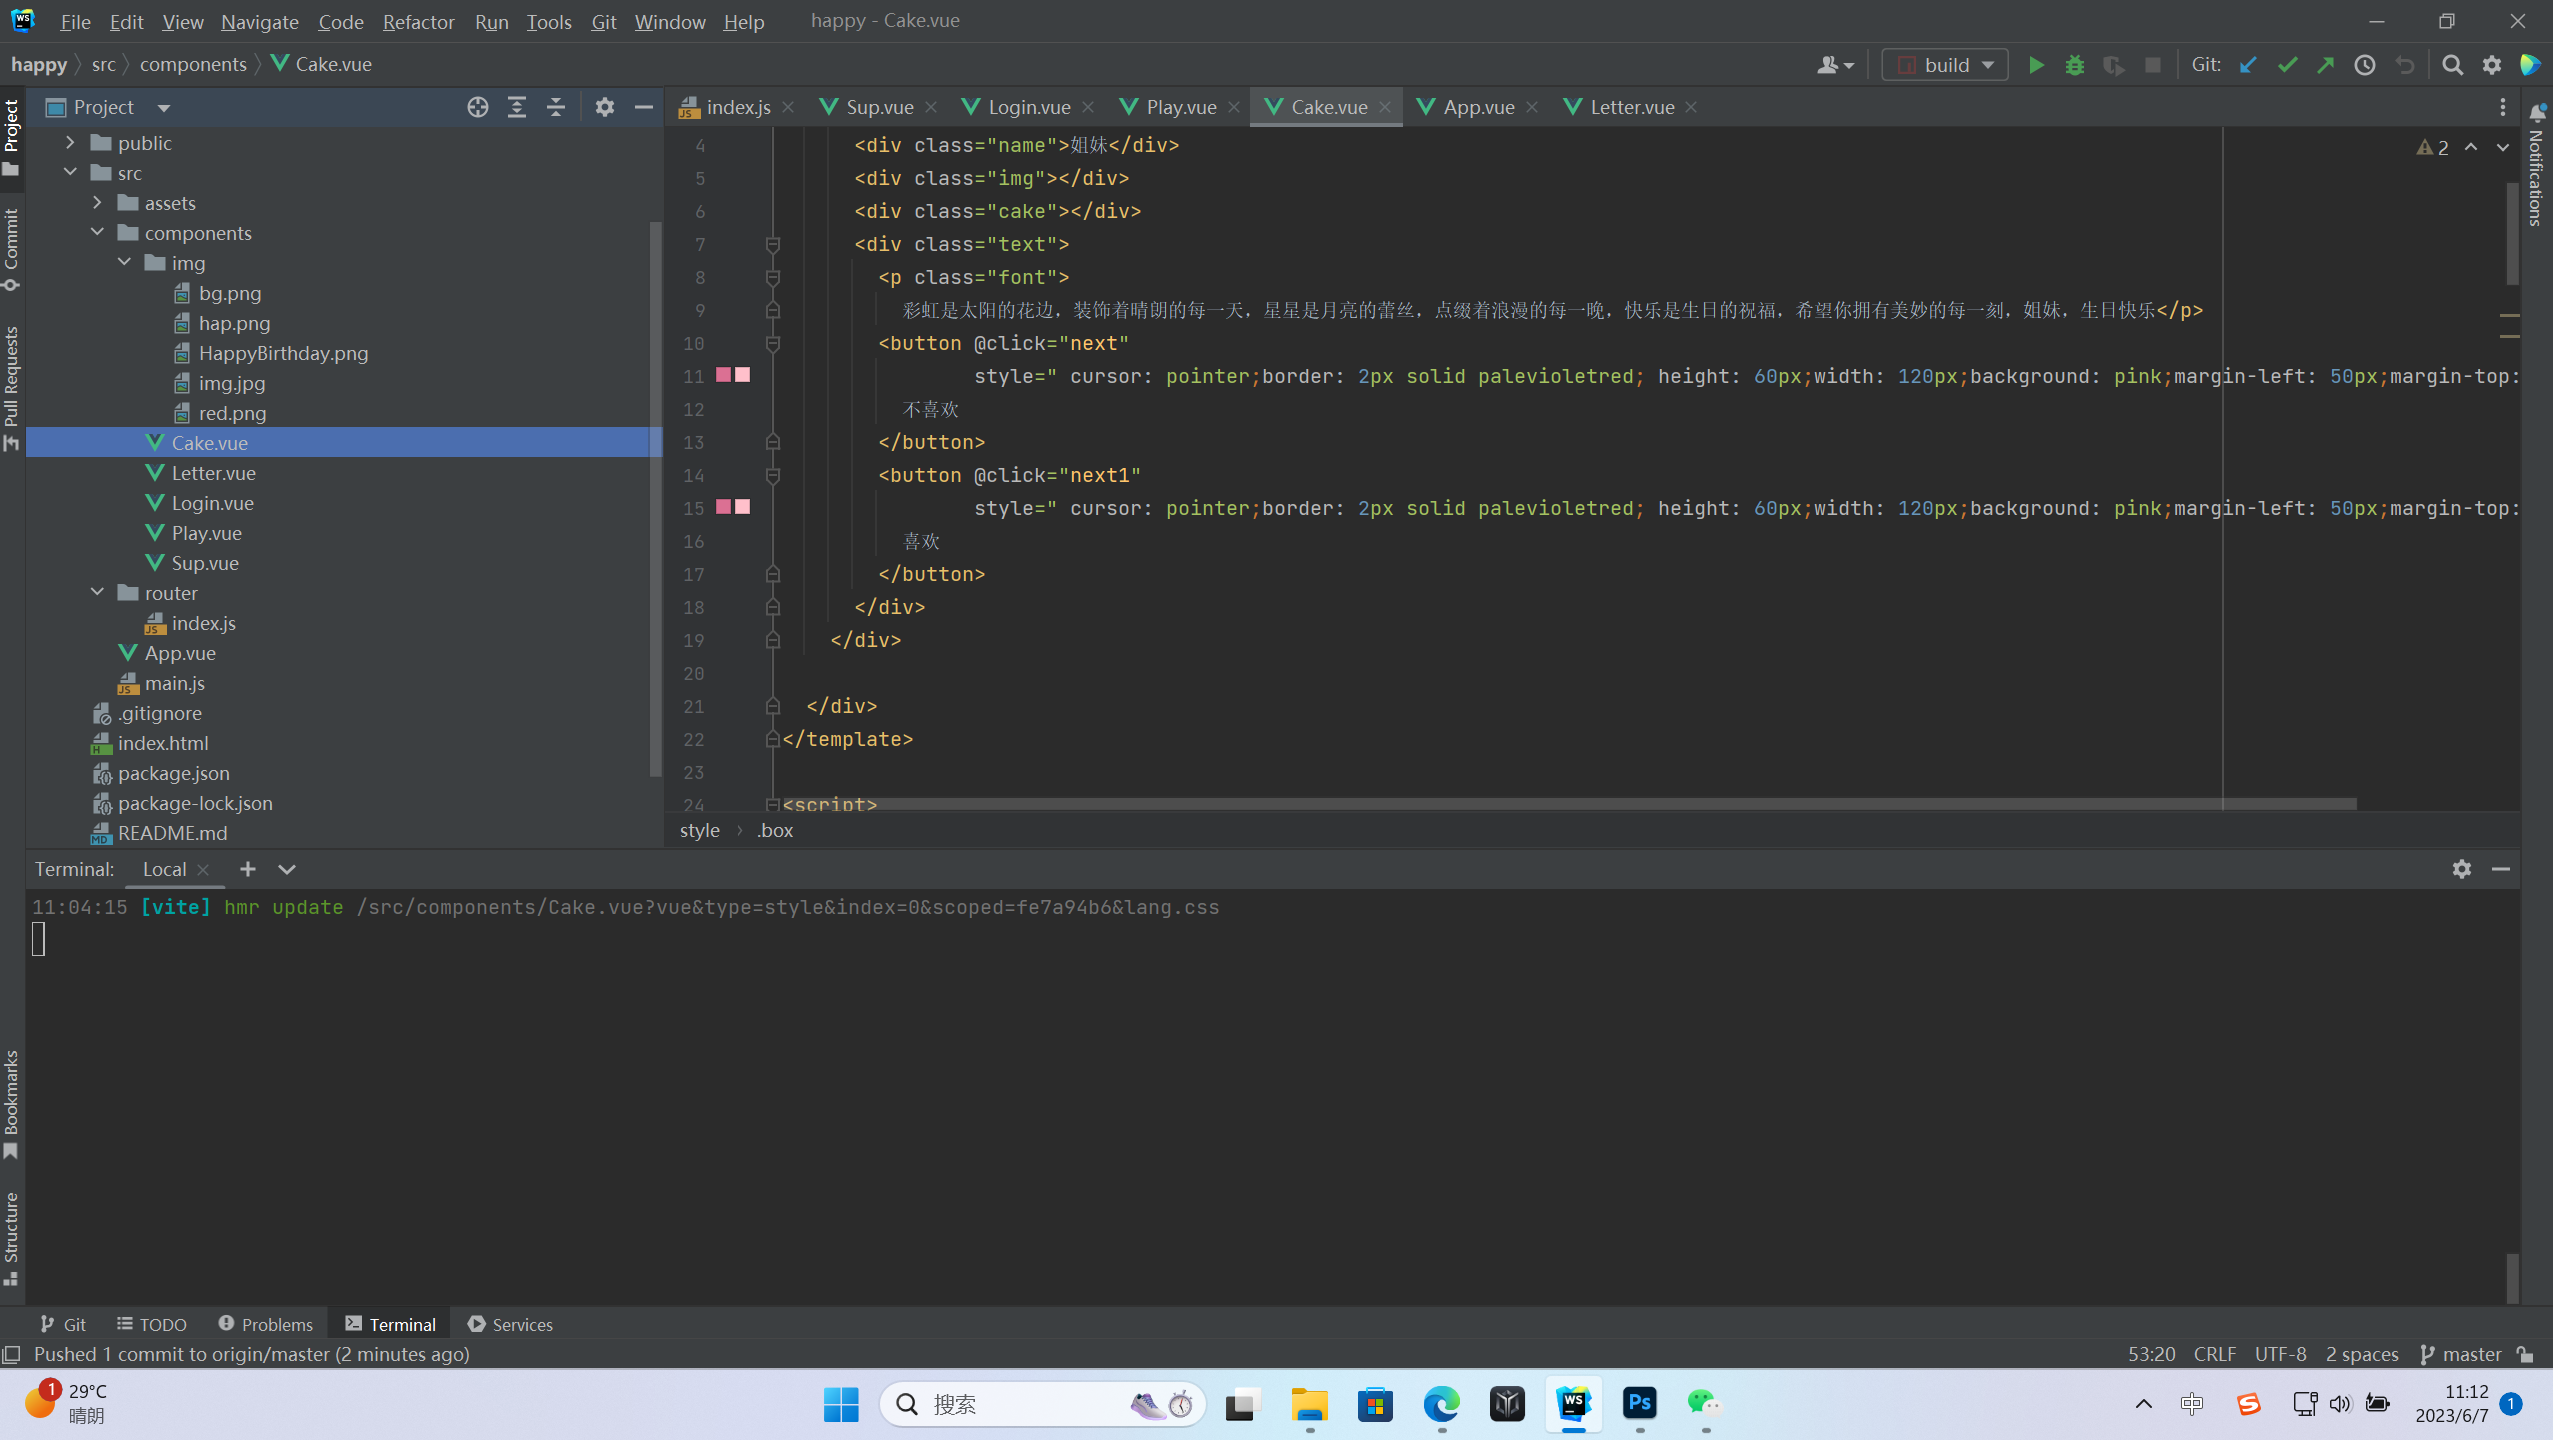 File Edit View Navigate Code Refactor Run Tools Git Window Help happy - Cake.vue
happy src components Cake.vue
build
Git:
Project
index.js
Sup.vue
Login.vue
Play.vue
Cake.vue
App.vue
Letter.vue
Project
Commit
Pull Requests
Bookmarks
Structure
Notifications
public
src
assets
components
img
bg.png
hap.png
HappyBirthday.png
img.jpg
red.png
Cake.vue
Letter.vue
Login.vue
Play.vue
Sup.vue
router
index.js
App.vue
main.js
.gitignore
index.html
package.json
package-lock.json
README.md
2
4 <div class="name">姐妹</div>
5 <div class="img"></div>
6 <div class="cake"></div>
7 <div class="text">
8 <p class="font">
9 彩虹是太阳的花边，装饰着晴朗的每一天，星星是月亮的蕾丝，点缀着浪漫的每一晚，快乐是生日的祝福，希望你拥有美妙的每一刻，姐妹，生日快乐</p>
10 <button @click="next"
11 style=" cursor: pointer;border: 2px solid palevioletred; height: 60px;width: 120px;background: pink;margin-left: 50px;margin-top:
12 不喜欢
13 </button>
14 <button @click="next1"
15 style=" cursor: pointer;border: 2px solid palevioletred; height: 60px;width: 120px;background: pink;margin-left: 50px;margin-top:
16 喜欢
17 </button>
18 </div>
19 </div>
20
21 </div>
22 </template>
23
24 <script>
style .box
Terminal: Local
11:04:15 [vite] hmr update /src/components/Cake.vue?vue&type=style&index=0&scoped=fe7a94b6&lang.css
Git TODO Problems Terminal Services
Pushed 1 commit to origin/master (2 minutes ago)
53:20 CRLF UTF-8 2 spaces master
1
29°C
晴朗
搜索
WS
Ps
中
11:12
2023/6/7
1